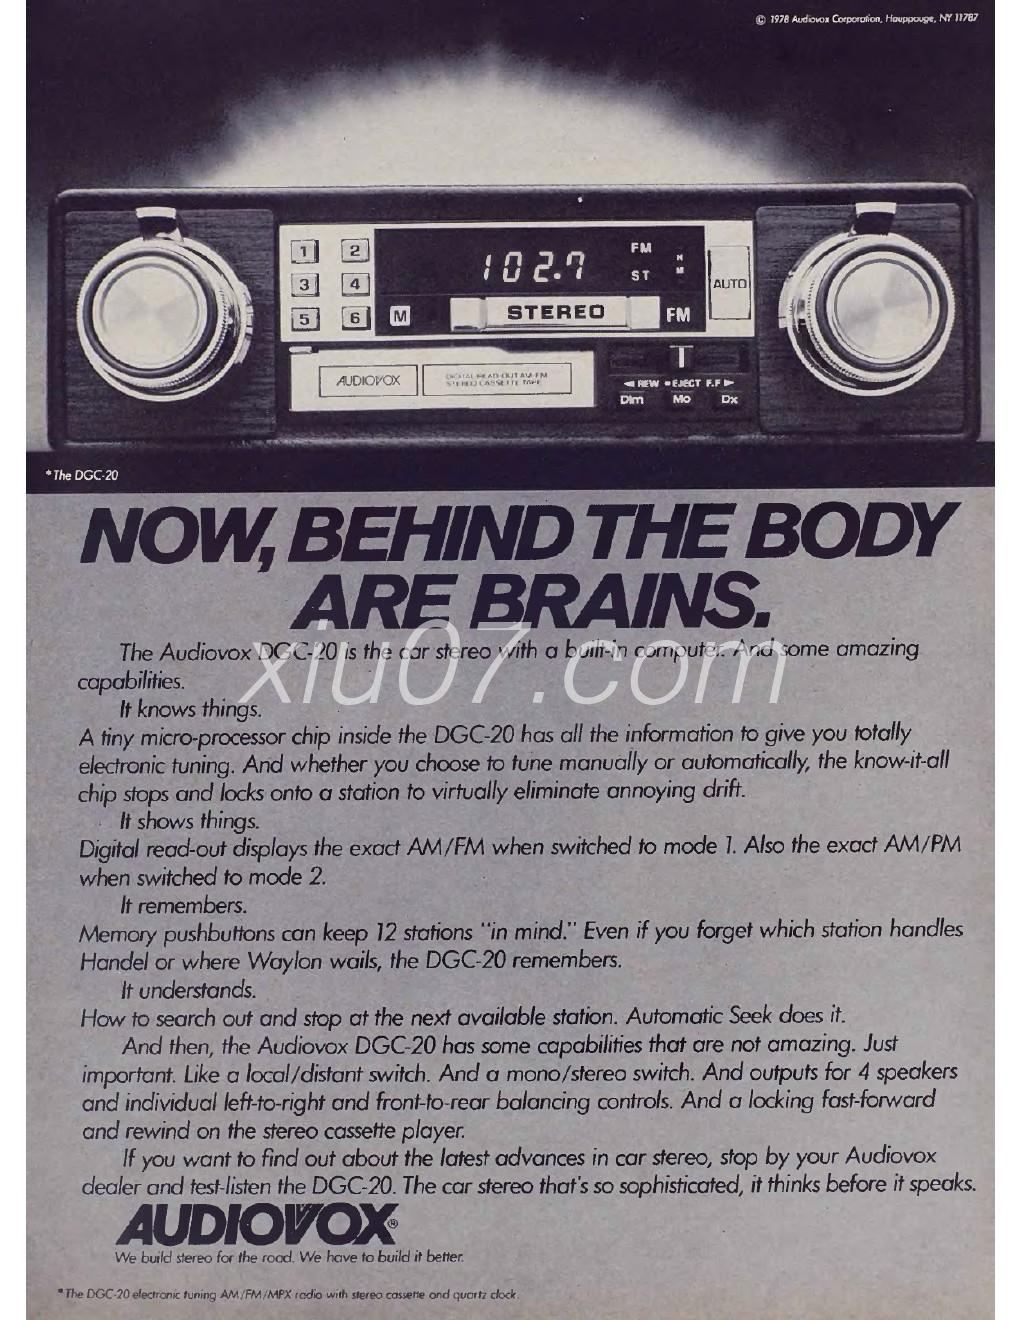 © 1978 Audiovox Corporation, Hauppauge, NY 11787
1 2
3 4
5 6
M
102.7
FM
ST
H
M
AUTO
STEREO
FM
AUDIOVOX
DIGITAL READ-OUT AM-FM
STEREO CASSETTE TAPE
◄ REW ●EJECT F.F ►
Dim Mo Dx
*The DGC-20
NOW, BEHIND THE BODY
ARE BRAINS.
xiu07.com
The Audiovox DGC-20 is the car stereo with a built-in computer. And some amazing
capabilities.
It knows things.
A tiny micro-processor chip inside the DGC-20 has all the information to give you totally
electronic tuning. And whether you choose to tune manually or automatically, the know-it-all
chip stops and locks onto a station to virtually eliminate annoying drift.
It shows things.
Digital read-out displays the exact AM/FM when switched to mode 1. Also the exact AM/PM
when switched to mode 2.
It remembers.
Memory pushbuttons can keep 12 stations "in mind." Even if you forget which station handles
Handel or where Waylon wails, the DGC-20 remembers.
It understands.
How to search out and stop at the next available station. Automatic Seek does it.
And then, the Audiovox DGC-20 has some capabilities that are not amazing. Just
important. Like a local/distant switch. And a mono/stereo switch. And outputs for 4 speakers
and individual left-to-right and front-to-rear balancing controls. And a locking fast-forward
and rewind on the stereo cassette player.
If you want to find out about the latest advances in car stereo, stop by your Audiovox
dealer and test-listen the DGC-20. The car stereo that's so sophisticated, it thinks before it speaks.
AUDIOVOX®
We build stereo for the road. We have to build it better.
*The DGC-20 electronic tuning AM/FM/MPX radio with stereo cassette and quartz clock.